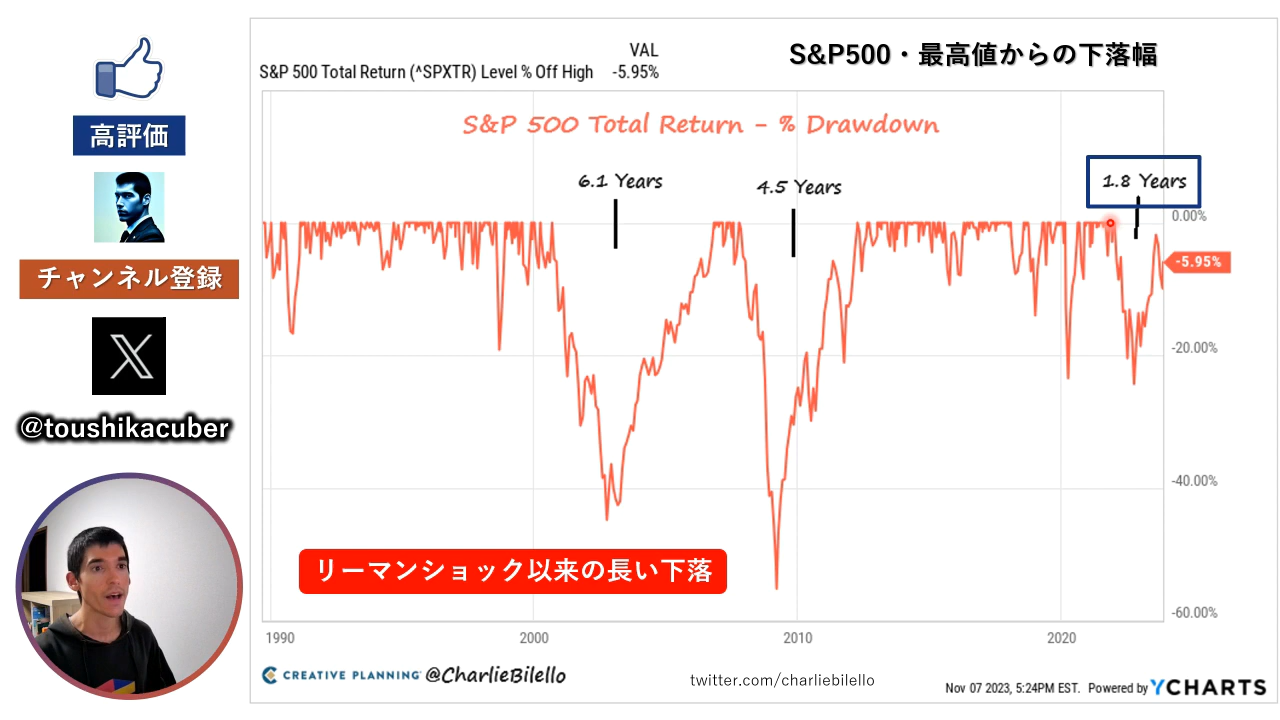 高評価
チャンネル登録
@toushikacuber
S&P500・最高値からの下落幅
VAL
S&P 500 Total Return (^SPXTR) Level % Off High -5.95%
S&P 500 Total Return - % Drawdown
6.1 Years
4.5 Years
1.8 Years
0.00%
-5.95%
-20.00%
-40.00%
-60.00%
リーマンショック以来の長い下落
1990
2000
2010
2020
CREATIVE PLANNING @CharlieBilello
twitter.com/charliebilello
Nov 07 2023, 5:24PM EST. Powered by YCHARTS